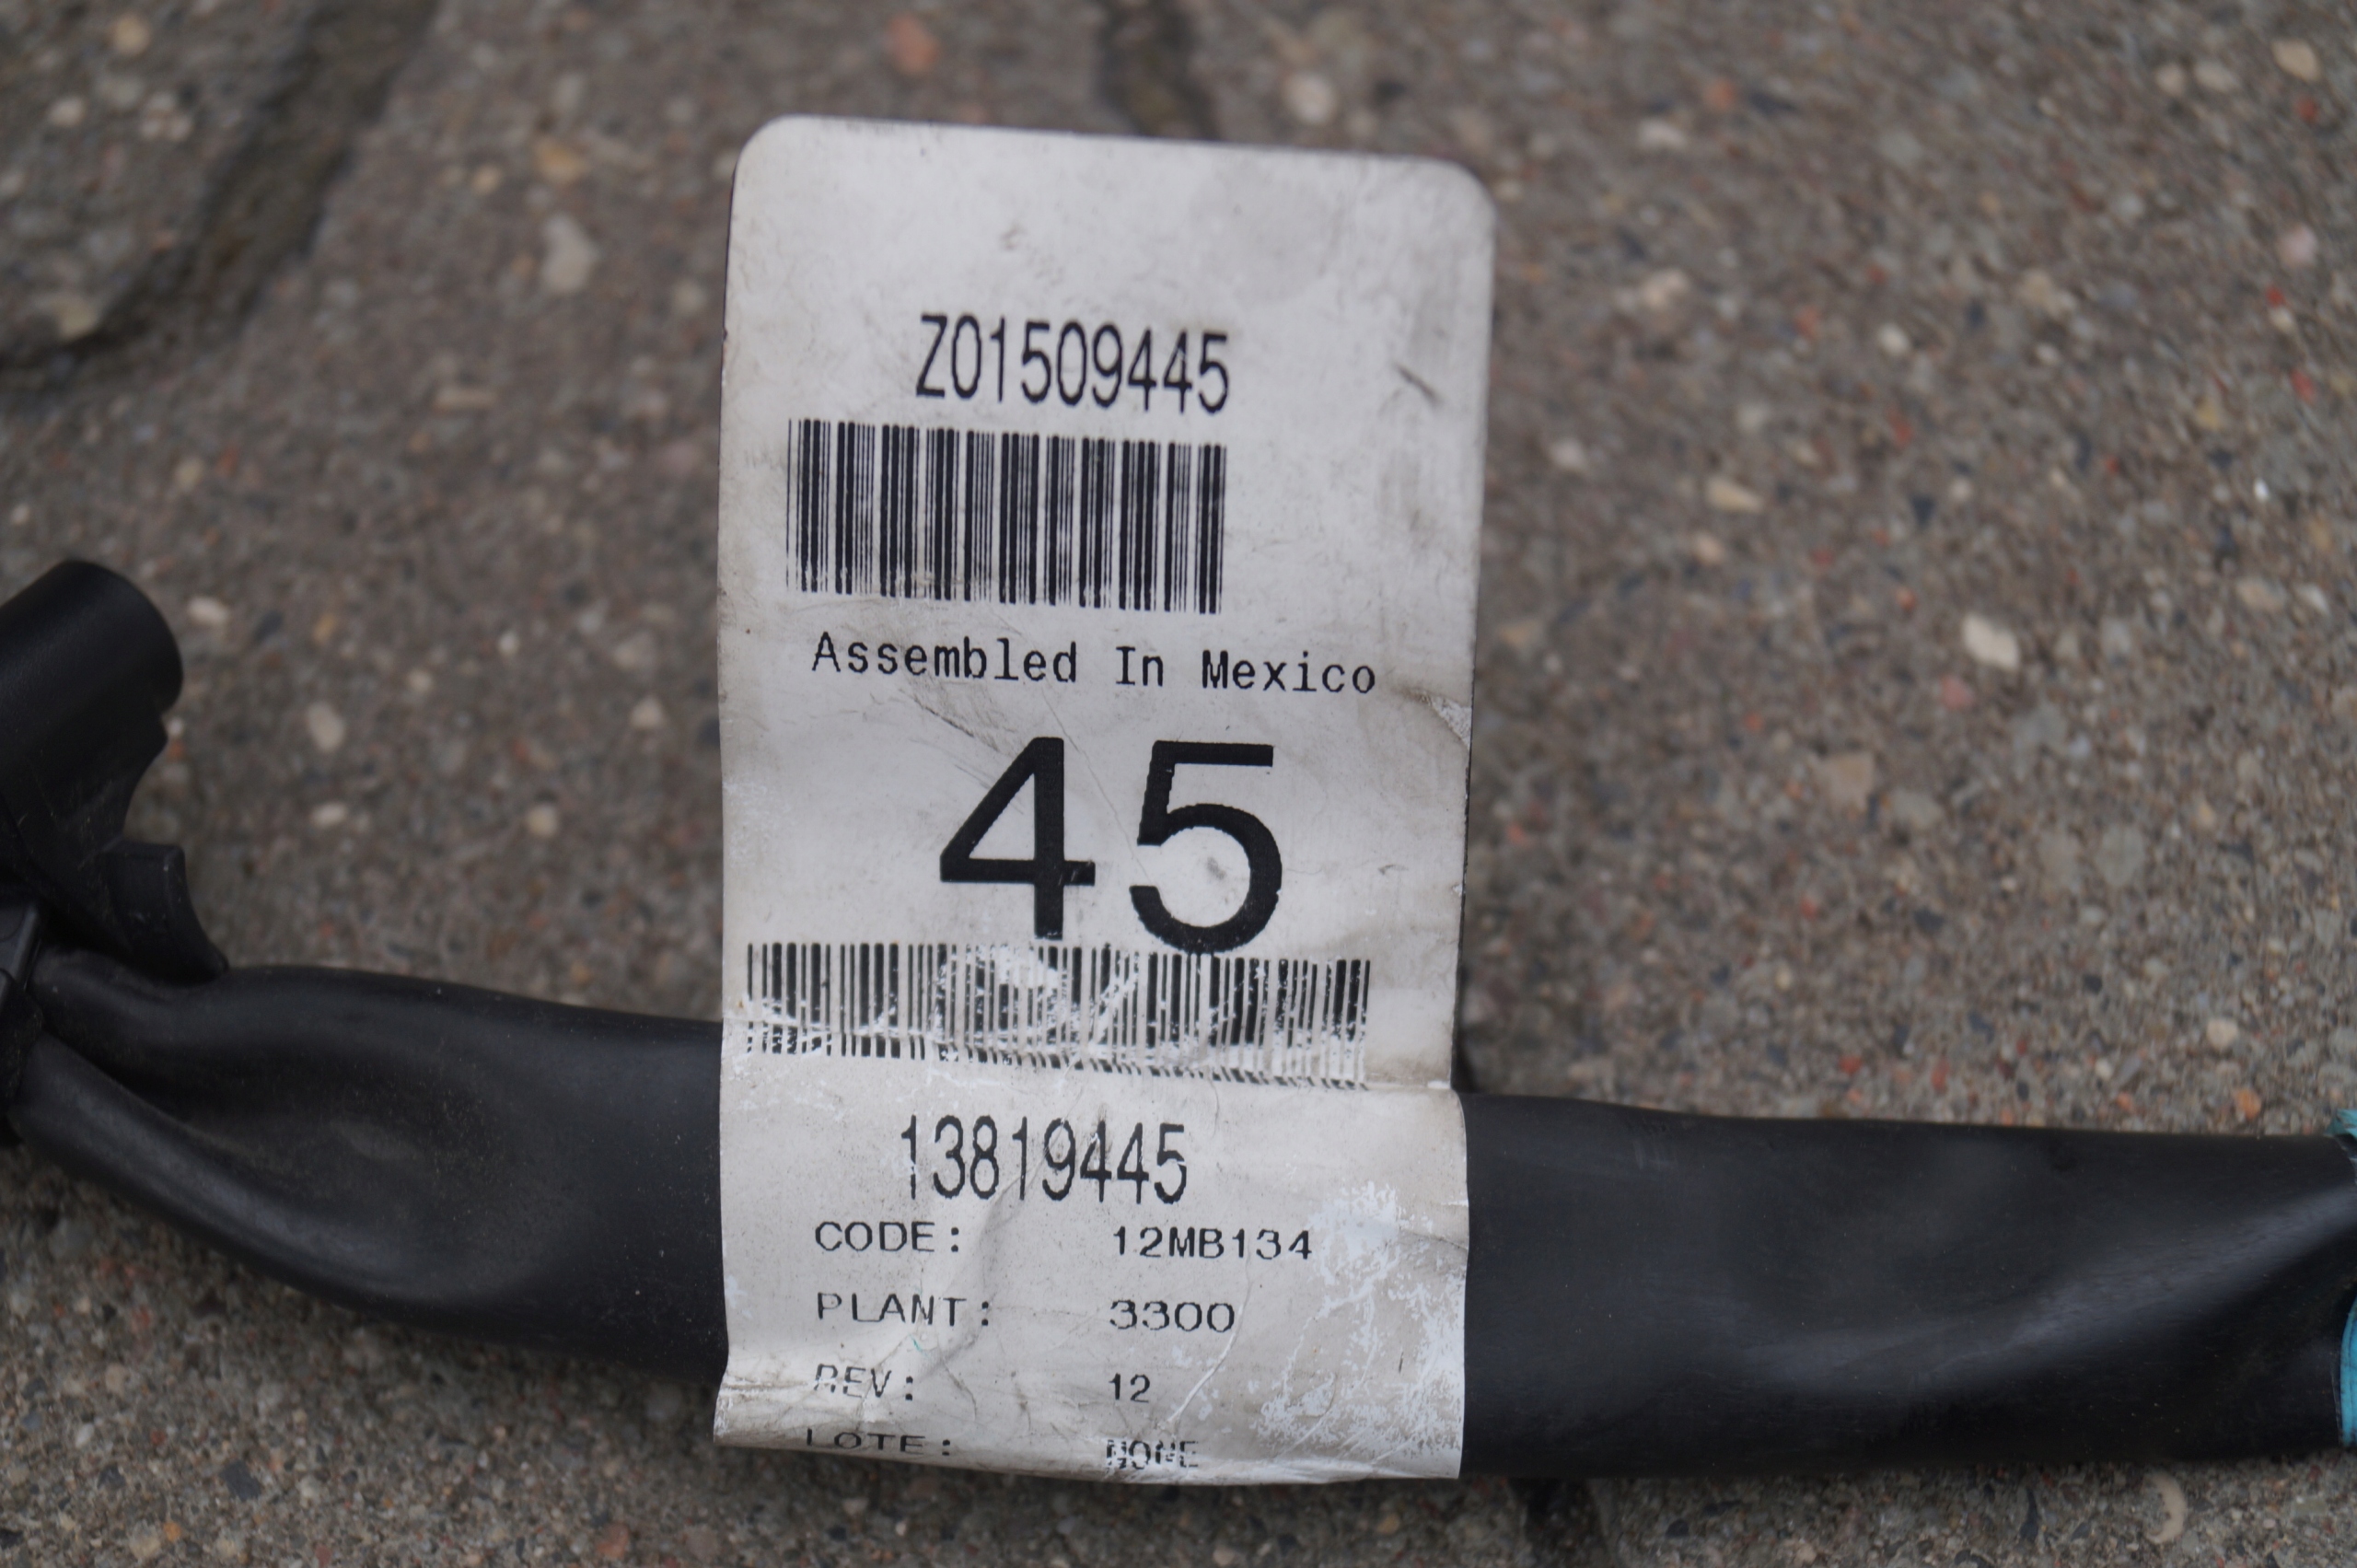 Z01509445
Assembled In Mexico
45
13819445
CODE: 12MB134
PLANT: 3300
REV: 12
LOTE: NONE